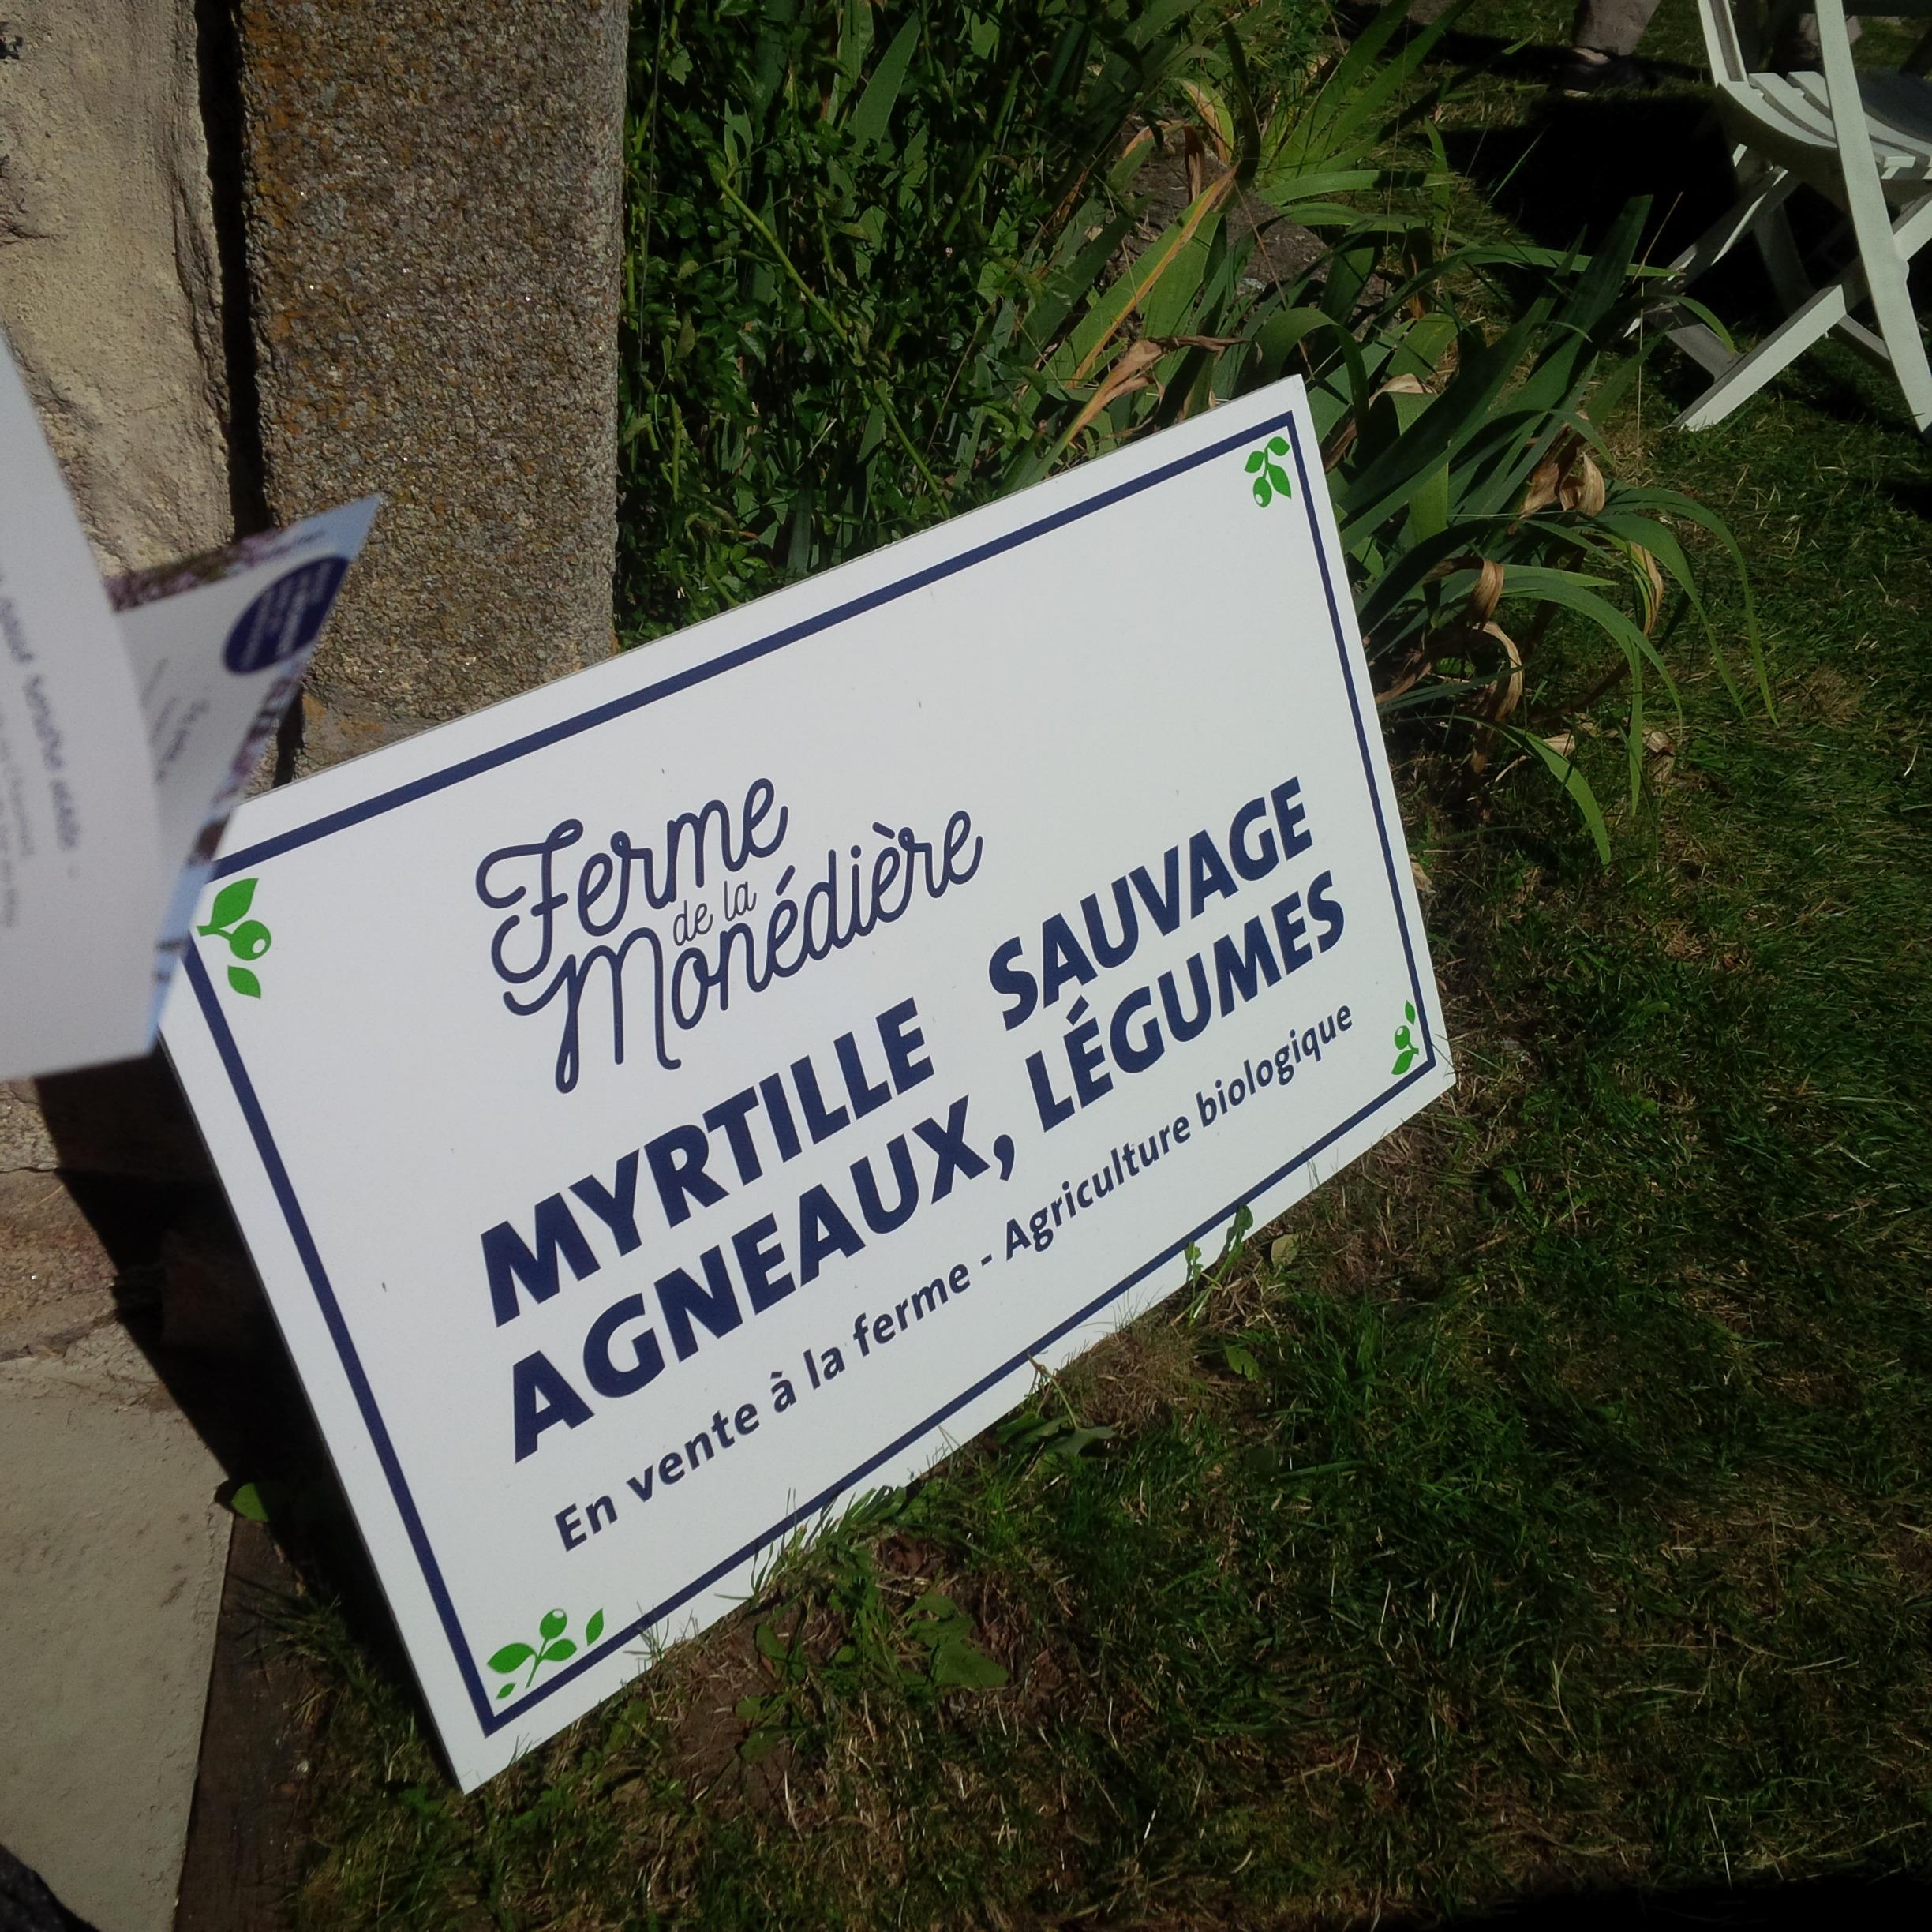 Ferme
de la
Monédière
MYRTILLE SAUVAGE
AGNEAUX, LÉGUMES
En vente à la ferme - Agriculture biologique